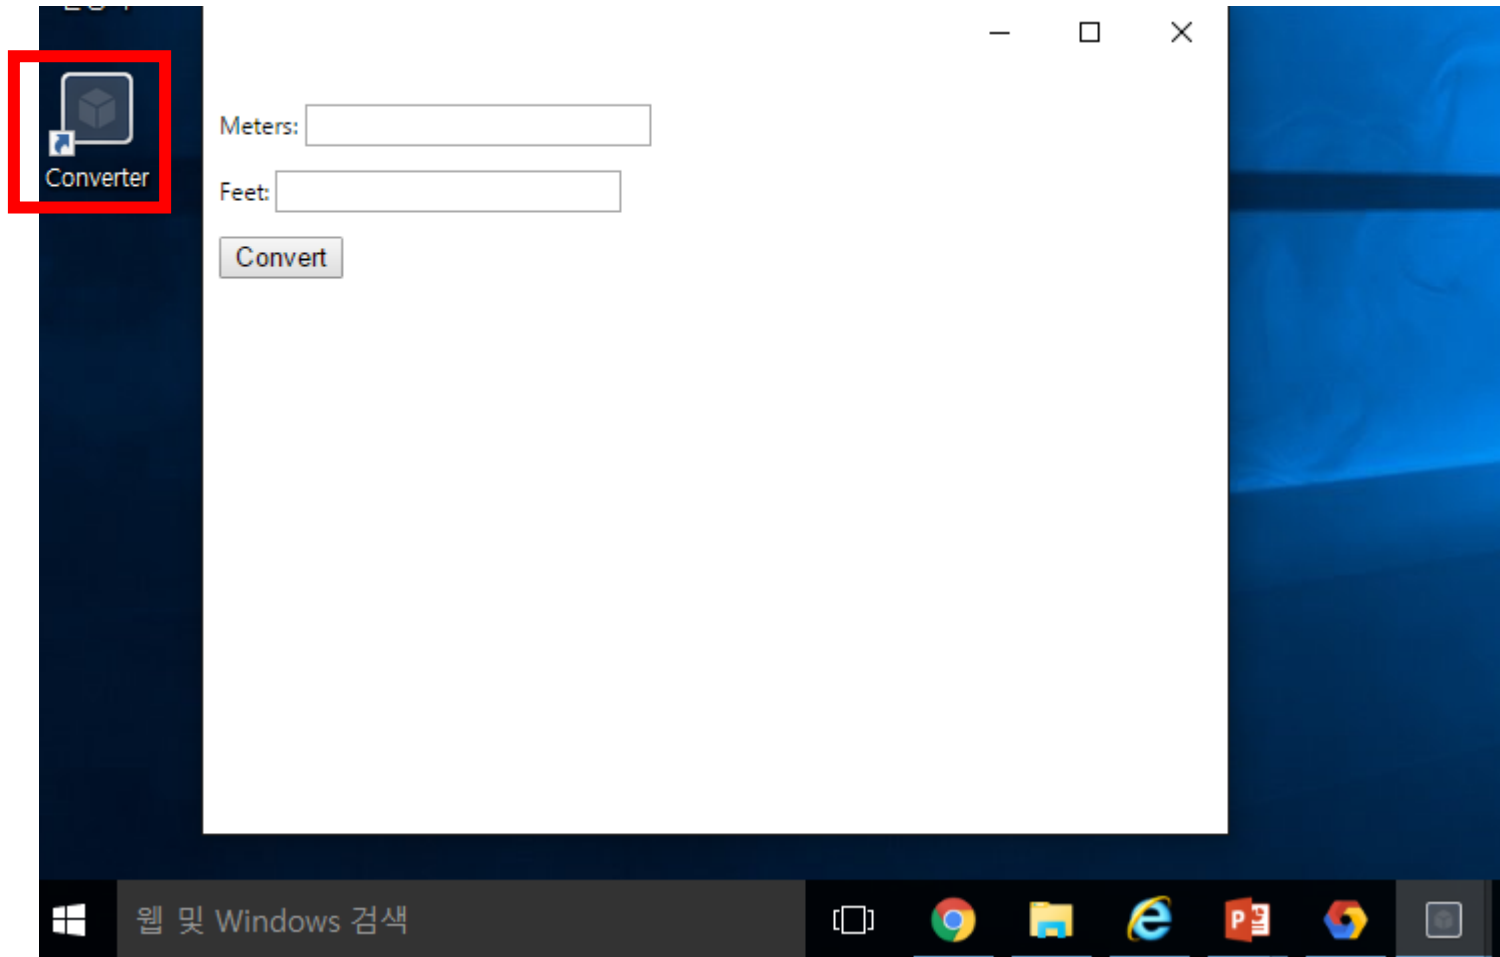 Converter
Meters:
Feet:
Convert
웹 및 Windows 검색